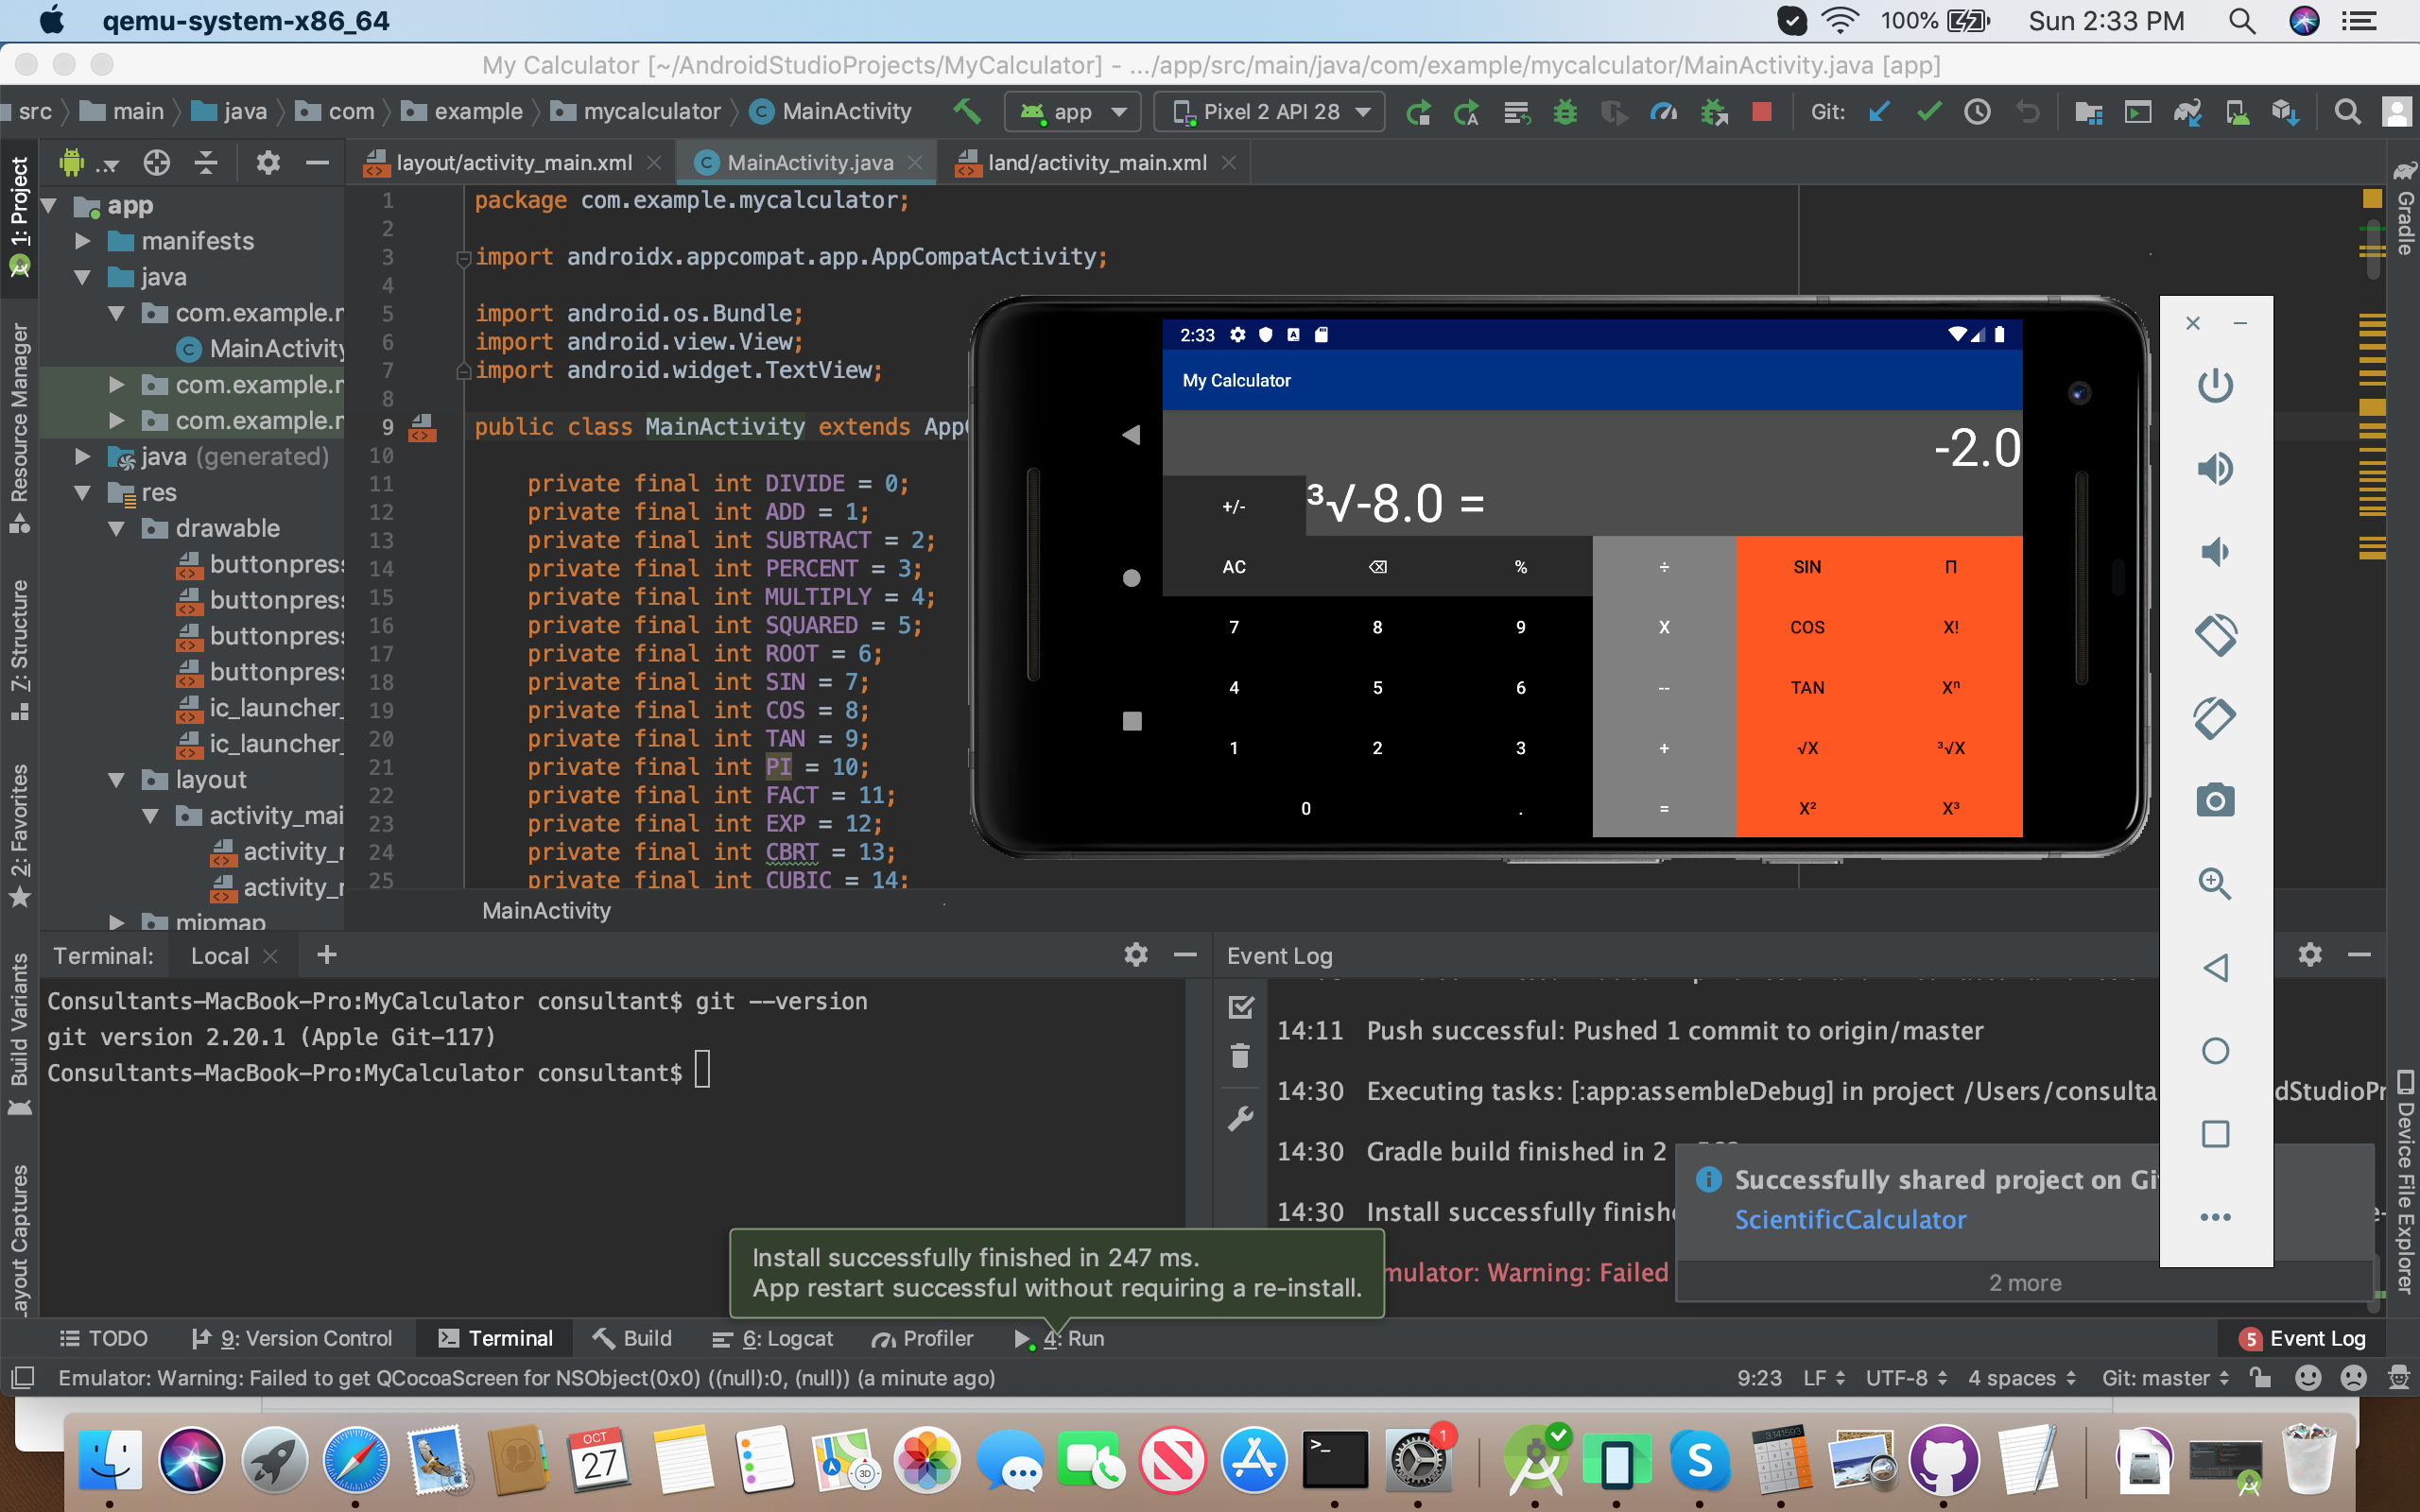 qemu-system-x86_64
100%
Sun 2:33 PM
My Calculator [~/AndroidStudioProjects/MyCalculator] - .../app/src/main/java/com/example/mycalculator/MainActivity.java [app]
src main java com example mycalculator MainActivity
app
Pixel 2 API 28
Git:
layout/activity_main.xml
MainActivity.java
land/activity_main.xml
1: Project
Resource Manager
Z: Structure
2: Favorites
Build Variants
Layout Captures
Gradle
Device File Explorer
app
manifests
java
com.example.m
MainActivity
com.example.m
com.example.m
java (generated)
res
drawable
buttonpress
buttonpress
buttonpress
buttonpress
ic_launcher_
ic_launcher_
layout
activity_mai
activity_m
activity_m
mipmap
1 package com.example.mycalculator;
2
3 import androidx.appcompat.app.AppCompatActivity;
4
5 import android.os.Bundle;
6 import android.view.View;
7 import android.widget.TextView;
8
9 public class MainActivity extends AppC
10
11 private final int DIVIDE = 0;
12 private final int ADD = 1;
13 private final int SUBTRACT = 2;
14 private final int PERCENT = 3;
15 private final int MULTIPLY = 4;
16 private final int SQUARED = 5;
17 private final int ROOT = 6;
18 private final int SIN = 7;
19 private final int COS = 8;
20 private final int TAN = 9;
21 private final int PI = 10;
22 private final int FACT = 11;
23 private final int EXP = 12;
24 private final int CBRT = 13;
25 private final int CUBIC = 14;
MainActivity
2:33
My Calculator
-2.0
+/- ³√-8.0 =
AC ⌫ % ÷ SIN Π
7 8 9 X COS X!
4 5 6 -- TAN Xⁿ
1 2 3 + √X ³√X
0 . = X² X³
Terminal: Local
Consultants-MacBook-Pro:MyCalculator consultant$ git --version
git version 2.20.1 (Apple Git-117)
Consultants-MacBook-Pro:MyCalculator consultant$
Event Log
14:11 Push successful: Pushed 1 commit to origin/master
14:30 Executing tasks: [:app:assembleDebug] in project /Users/consulta dStudioPr
14:30 Gradle build finished in 2
14:30 Install successfully finishe
mulator: Warning: Failed
Successfully shared project on Gi
ScientificCalculator
2 more
Install successfully finished in 247 ms.
App restart successful without requiring a re-install.
TODO
9: Version Control
Terminal
Build
6: Logcat
Profiler
4: Run
5 Event Log
Emulator: Warning: Failed to get QCocoaScreen for NSObject(0x0) ((null):0, (null)) (a minute ago)
9:23 LF UTF-8 4 spaces Git: master
OCT
27
3D
1
3.141593